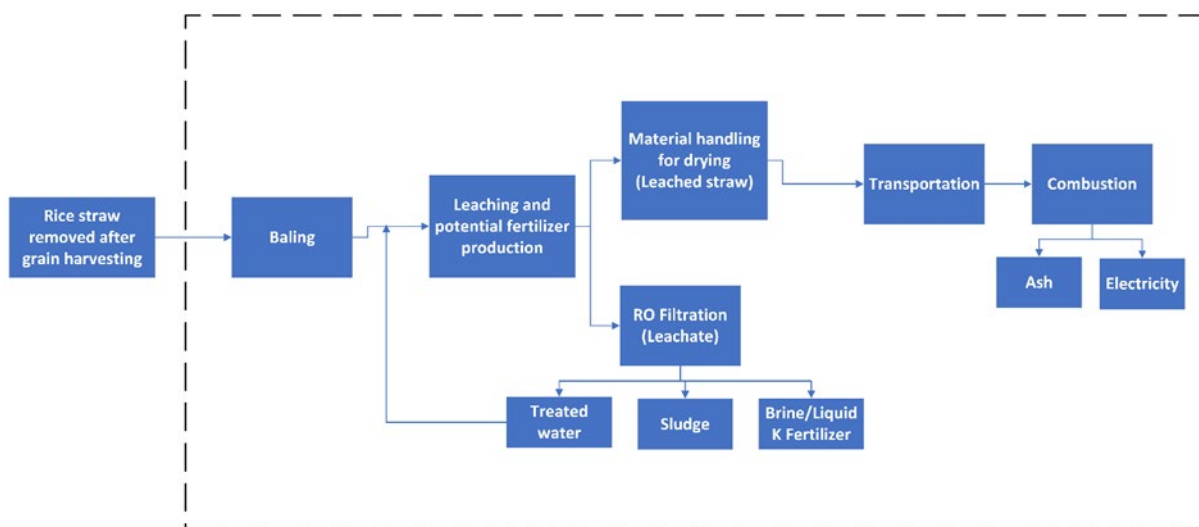 Rice straw
removed after
grain harvesting
Baling
Leaching and
potential fertilizer
production
Material handling
for drying
(Leached straw)
Transportation
Combustion
Ash
Electricity
RO Filtration
(Leachate)
Treated
water
Sludge
Brine/Liquid
K Fertilizer